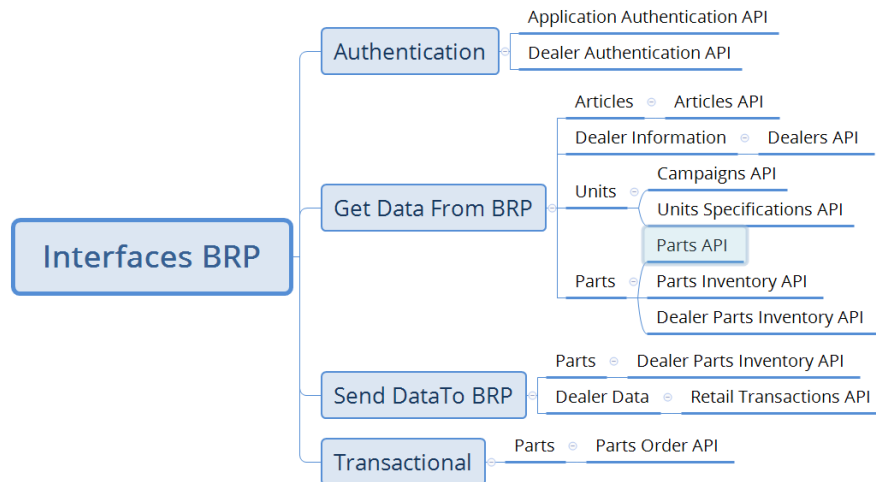 Interfaces BRP
Authentication
Application Authentication API
Dealer Authentication API
Get Data From BRP
Articles
Articles API
Dealer Information
Dealers API
Units
Campaigns API
Units Specifications API
Parts
Parts API
Parts Inventory API
Dealer Parts Inventory API
Send DataTo BRP
Parts
Dealer Parts Inventory API
Dealer Data
Retail Transactions API
Transactional
Parts
Parts Order API